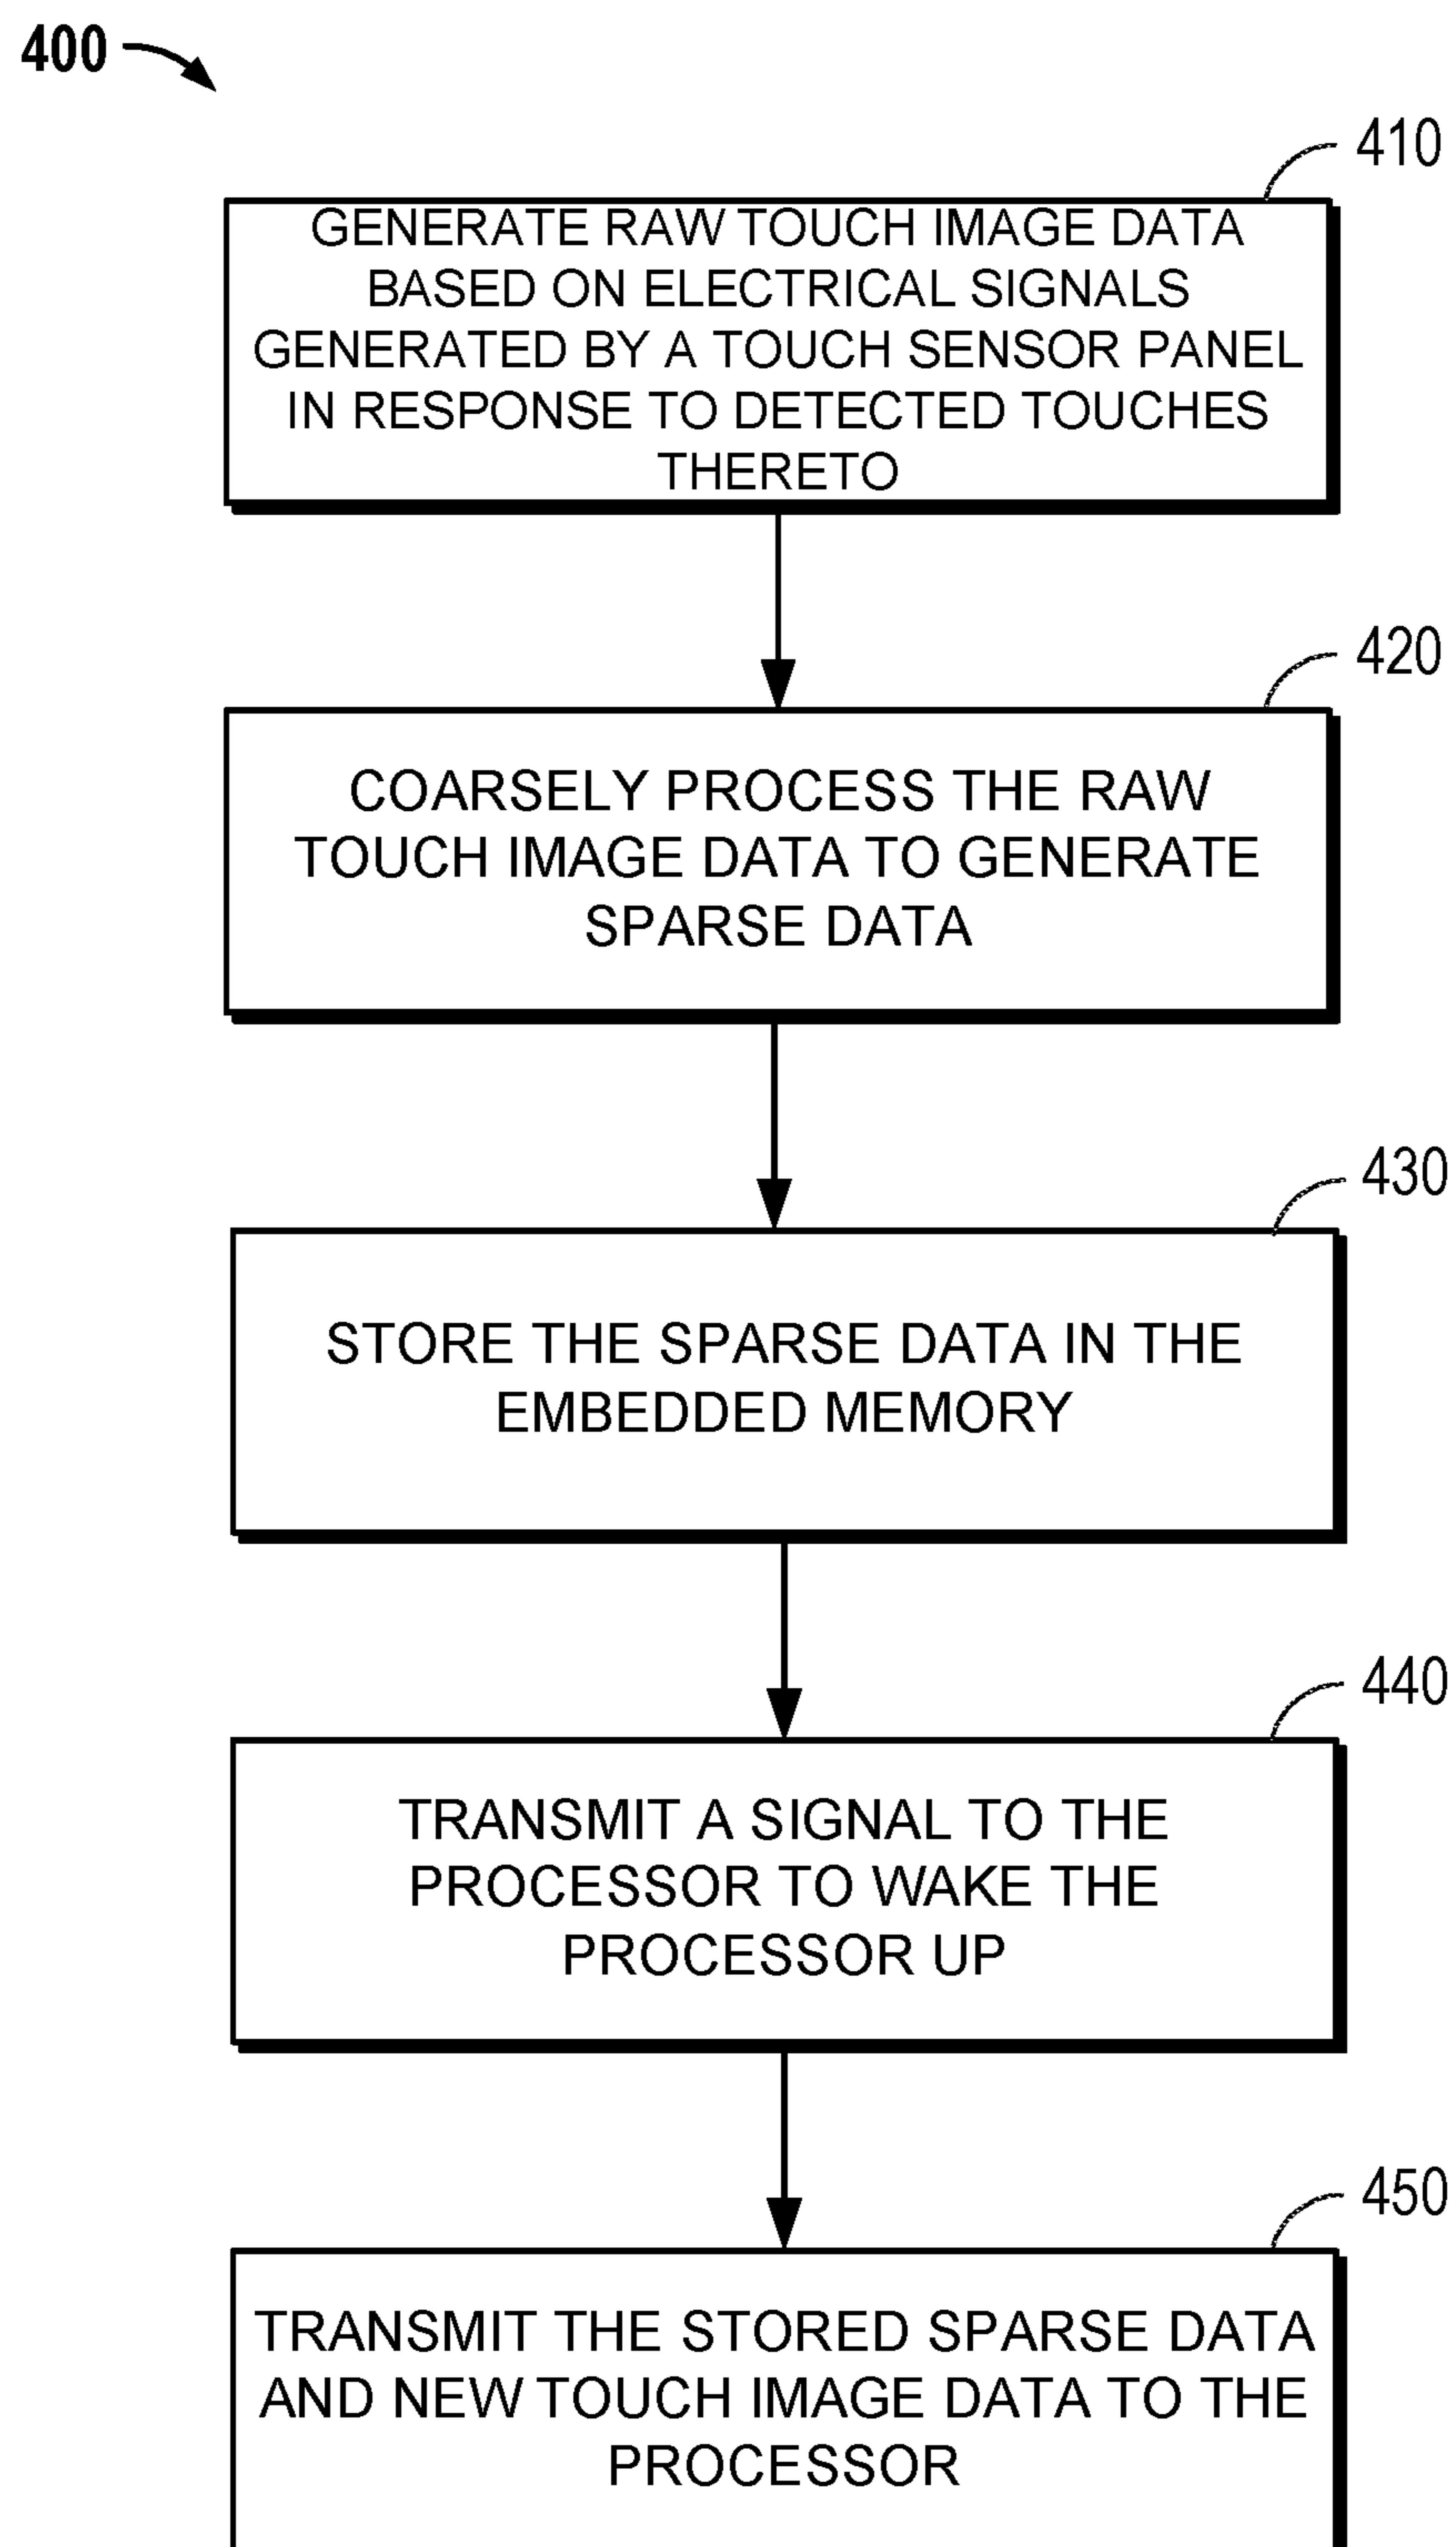 400
410
GENERATE RAW TOUCH IMAGE DATA
BASED ON ELECTRICAL SIGNALS
GENERATED BY A TOUCH SENSOR PANEL
IN RESPONSE TO DETECTED TOUCHES
THERETO
420
COARSELY PROCESS THE RAW
TOUCH IMAGE DATA TO GENERATE
SPARSE DATA
430
STORE THE SPARSE DATA IN THE
EMBEDDED MEMORY
440
TRANSMIT A SIGNAL TO THE
PROCESSOR TO WAKE THE
PROCESSOR UP
450
TRANSMIT THE STORED SPARSE DATA
AND NEW TOUCH IMAGE DATA TO THE
PROCESSOR